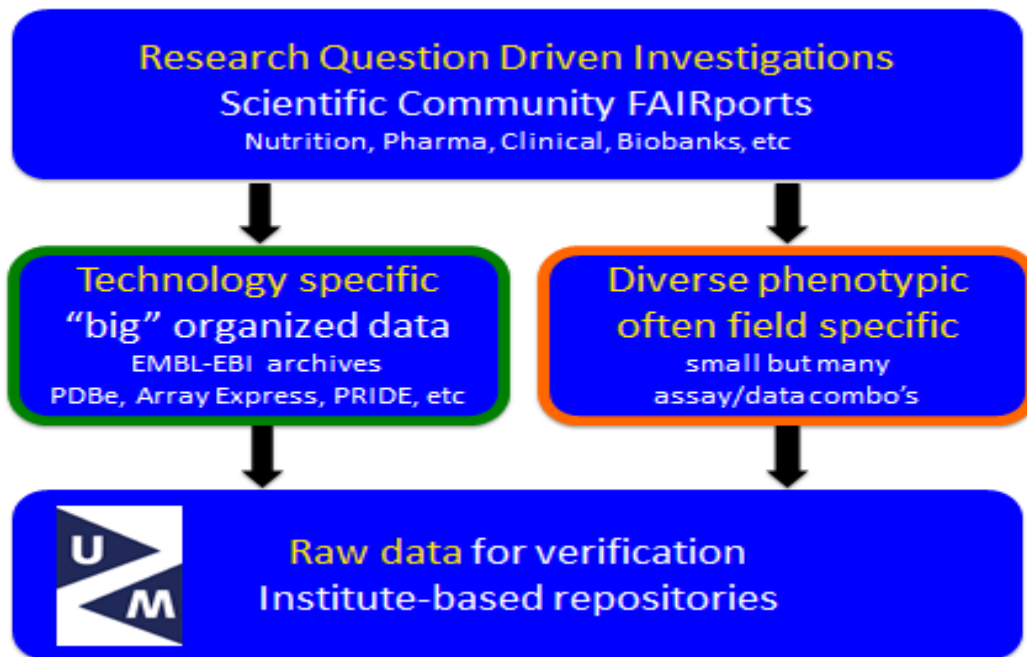 Research Question Driven Investigations
Scientific Community FAIRports
Nutrition, Pharma, Clinical, Biobanks, etc
Technology specific
“big” organized data
EMBL-EBI archives
PDBe, Array Express, PRIDE, etc
Diverse phenotypic
often field specific
small but many
assay/data combo’s
U
M
Raw data for verification
Institute-based repositories